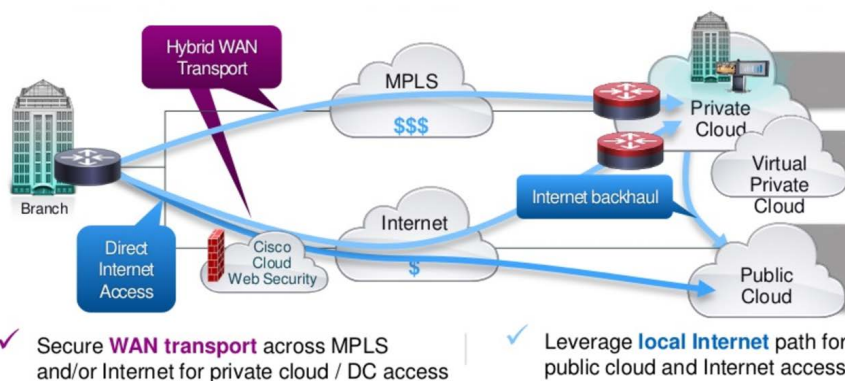 Hybrid WAN
Transport
MPLS
$$$
Private
Cloud
Virtual
Private
Cloud
Branch
Internet backhaul
Direct
Internet
Access
Cisco
Cloud
Web Security
Internet
$
Public
Cloud
✓ Secure WAN transport across MPLS
and/or Internet for private cloud / DC access
✓ Leverage local Internet path for
public cloud and Internet access